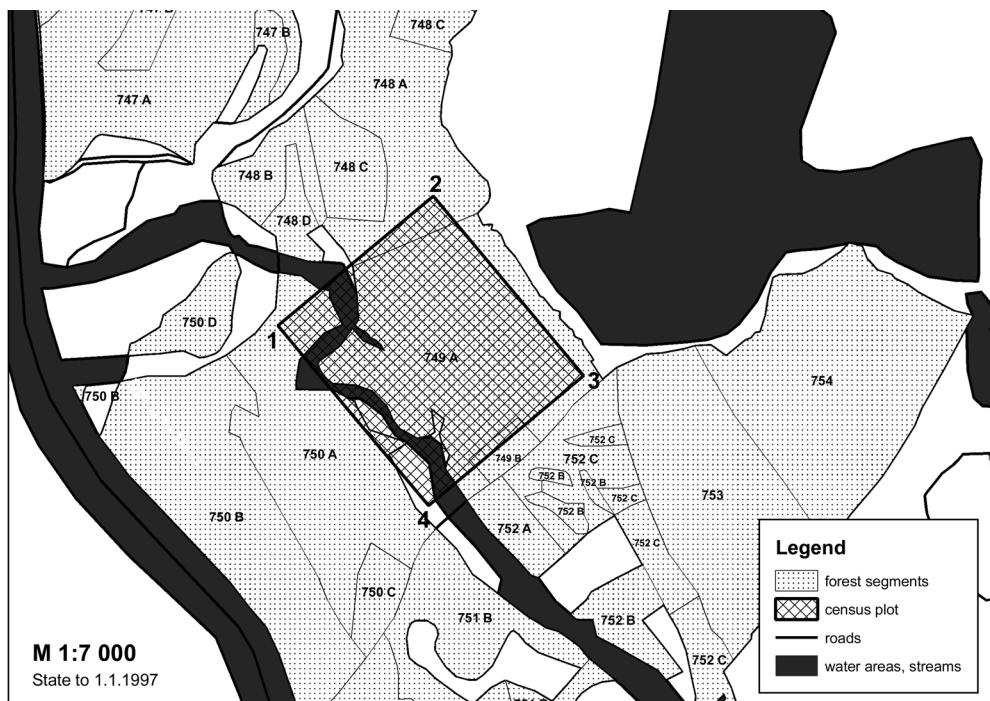 747 B
748 C
747 A
748 A
748 C
748 B
2
748 D
750 D
1
749 A
3
754
750 B
752 C
750 A
749 B
752 C
752 B
752 B
753
752 B
752 C
750 B
4
752 A
752 C
750 C
751 B
752 B
752 C
Legend
forest segments
census plot
roads
water areas, streams
M 1:7 000
State to 1.1.1997